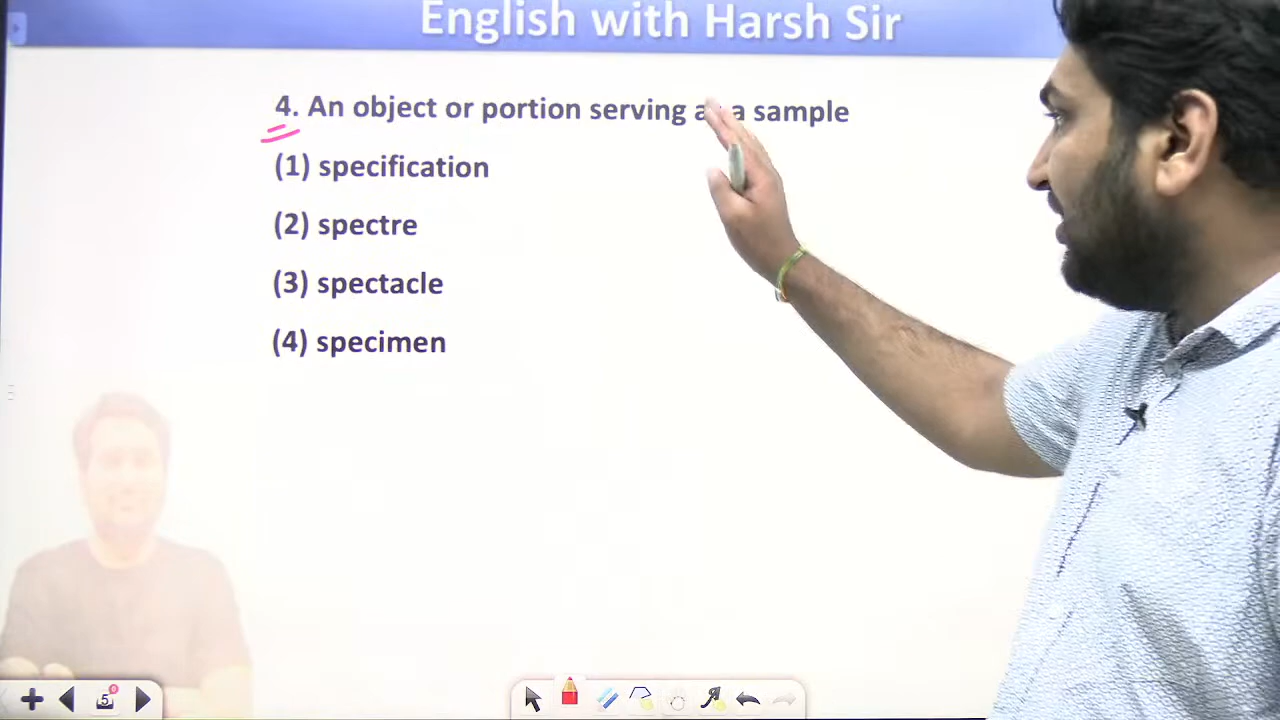 English with Harsh Sir
4. An object or portion serving as a sample
(1) specification
(2) spectre
(3) spectacle
(4) specimen
5